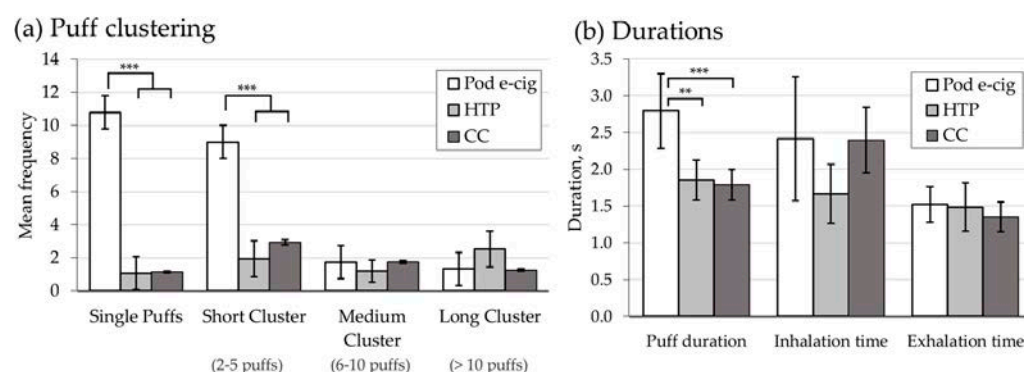 (a) Puff clustering
14
12
10
8
6
4
2
0
Mean frequency
***
***
Pod e-cig
HTP
CC
Single Puffs
Short Cluster
(2-5 puffs)
Medium
Cluster
(6-10 puffs)
Long Cluster
(> 10 puffs)
(b) Durations
3.5
3.0
2.5
2.0
1.5
1.0
0.5
0.0
Duration, s
***
**
Pod e-cig
HTP
CC
Puff duration
Inhalation time
Exhalation time